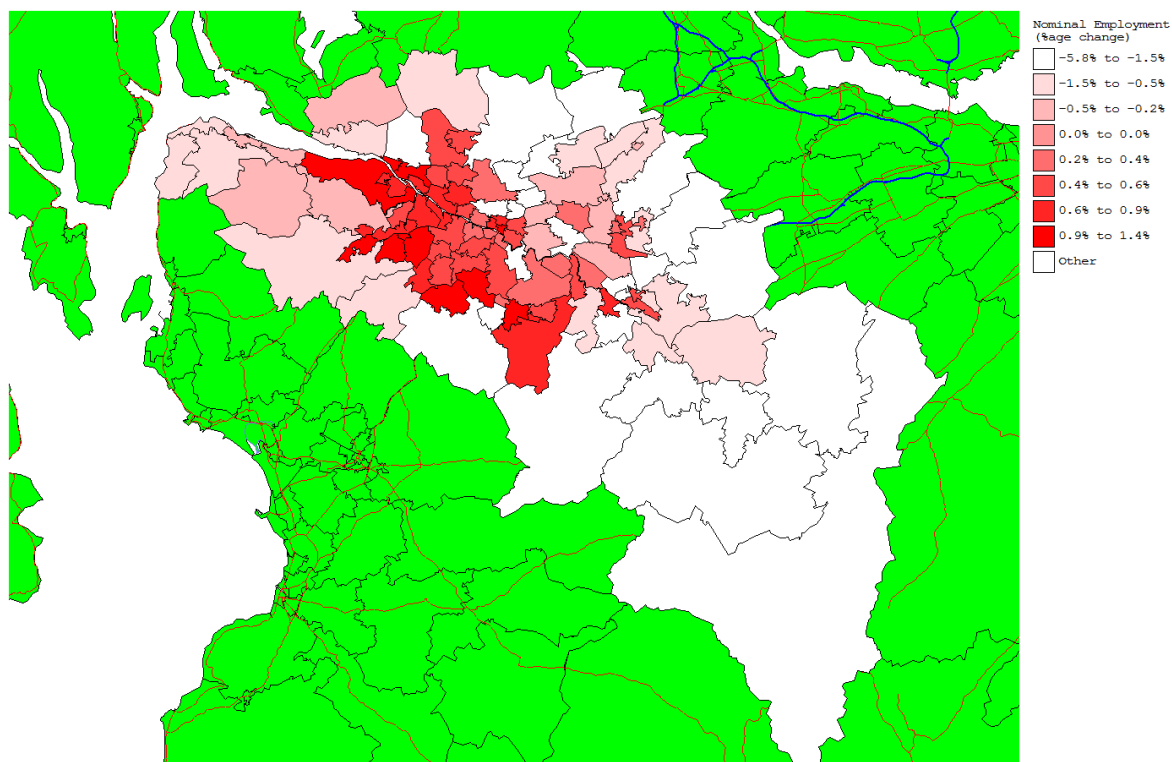 Nominal Employment
(%age change)
-5.8% to -1.5%
-1.5% to -0.5%
-0.5% to -0.2%
0.0% to 0.0%
0.2% to 0.4%
0.4% to 0.6%
0.6% to 0.9%
0.9% to 1.4%
Other